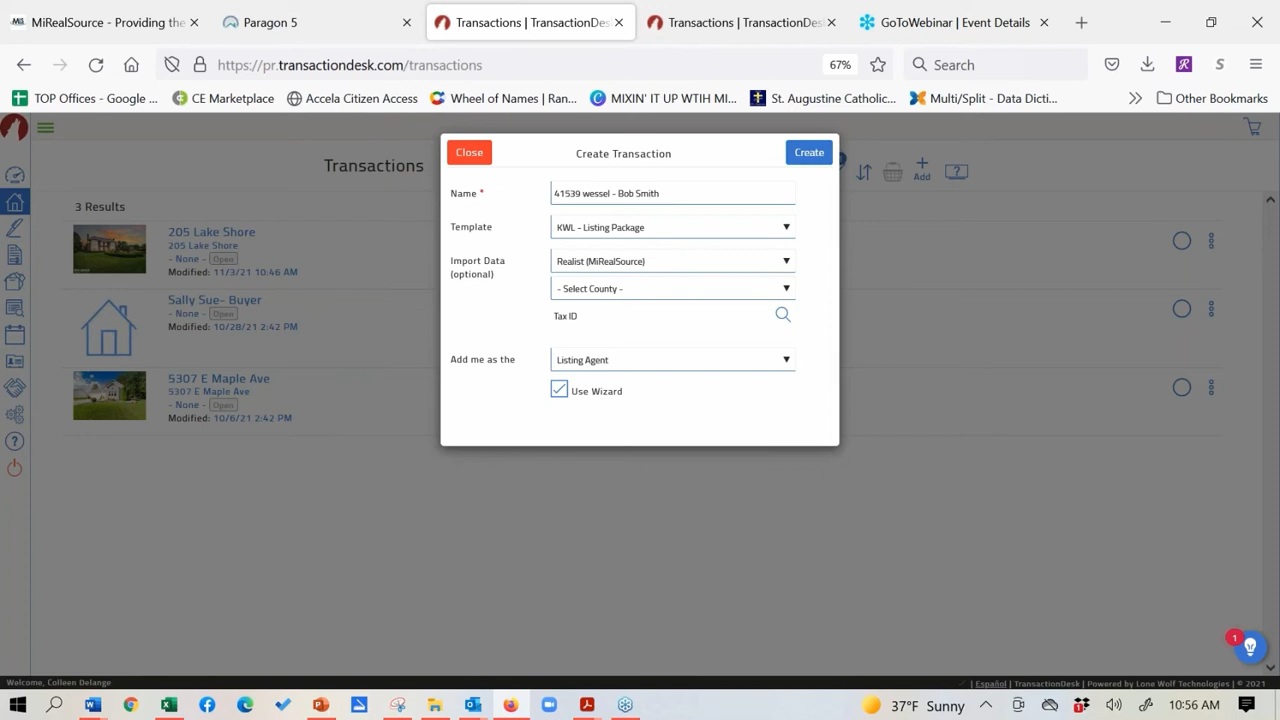 MiRealSource - Providing the
Paragon 5
Transactions | TransactionDes
Transactions | TransactionDe
GoToWebinar | Event Details
https://pr.transactiondesk.com/transactions
67%
Search
TOP Offices - Google ...
CE Marketplace
Accela Citizen Access
Wheel of Names | Ran...
MIXIN' IT UP WTIH MI...
St. Augustine Catholic...
Multi/Split - Data Dicti...
Other Bookmarks
Transactions
Add
3 Results
205 Lake Shore
205 Lake Shore
- None - Open
Modified: 11/3/21 10:46 AM
Sally Sue- Buyer
- None - Open
Modified: 10/28/21 2:42 PM
5307 E Maple Ave
5307 E Maple Ave
- None - Open
Modified: 10/6/21 2:42 PM
Close
Create Transaction
Create
Name *
41539 wessel - Bob Smith
Template
KWL - Listing Package
Import Data
(optional)
Realist (MiRealSource)
- Select County -
Tax ID
Add me as the
Listing Agent
Use Wizard
1
Welcome, Colleen Delange
| Español | TransactionDesk | Powered by Lone Wolf Technologies | © 2021
37°F Sunny
10:56 AM